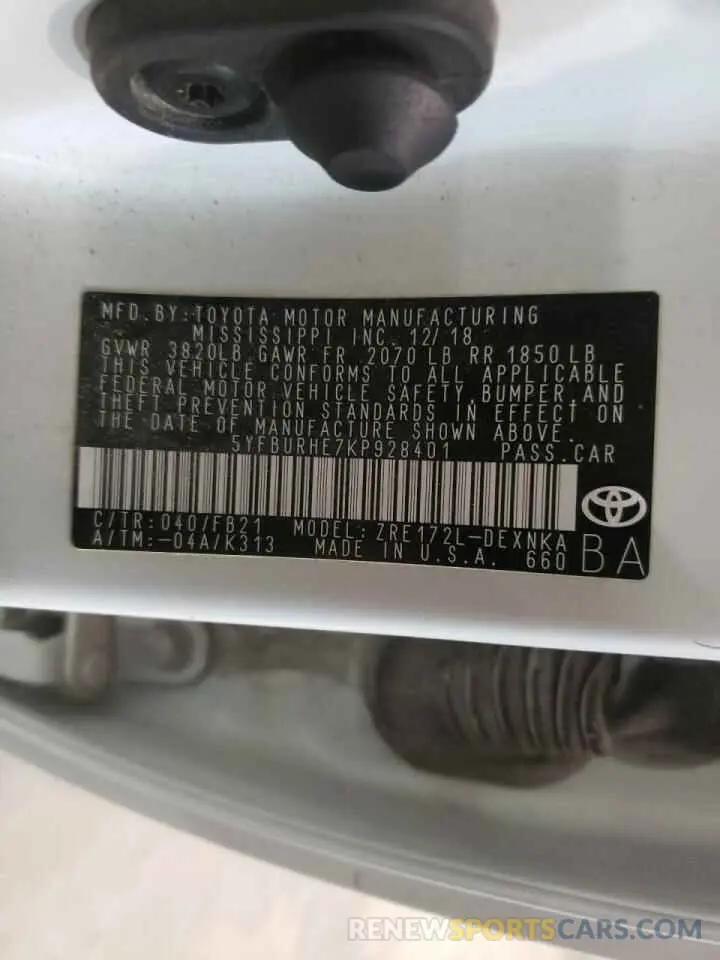 MFD. BY: TOYOTA MOTOR MANUFACTURING
MISSISSIPPI INC. 12/18
GVWR 3820LB GAWR FR 2070 LB RR 1850 LB
THIS VEHICLE CONFORMS TO ALL APPLICABLE
FEDERAL MOTOR VEHICLE SAFETY, BUMPER, AND
THEFT PREVENTION STANDARDS IN EFFECT ON
THE DATE OF MANUFACTURE SHOWN ABOVE.
5YFBURHE7KP928401 PASS. CAR
C/TR: 040/FB21 MODEL: ZRE172L-DEXNKA
A/TM: -04A/K313 MADE IN U.S.A. 660 BA
RENEWSPORTSCARS.COM